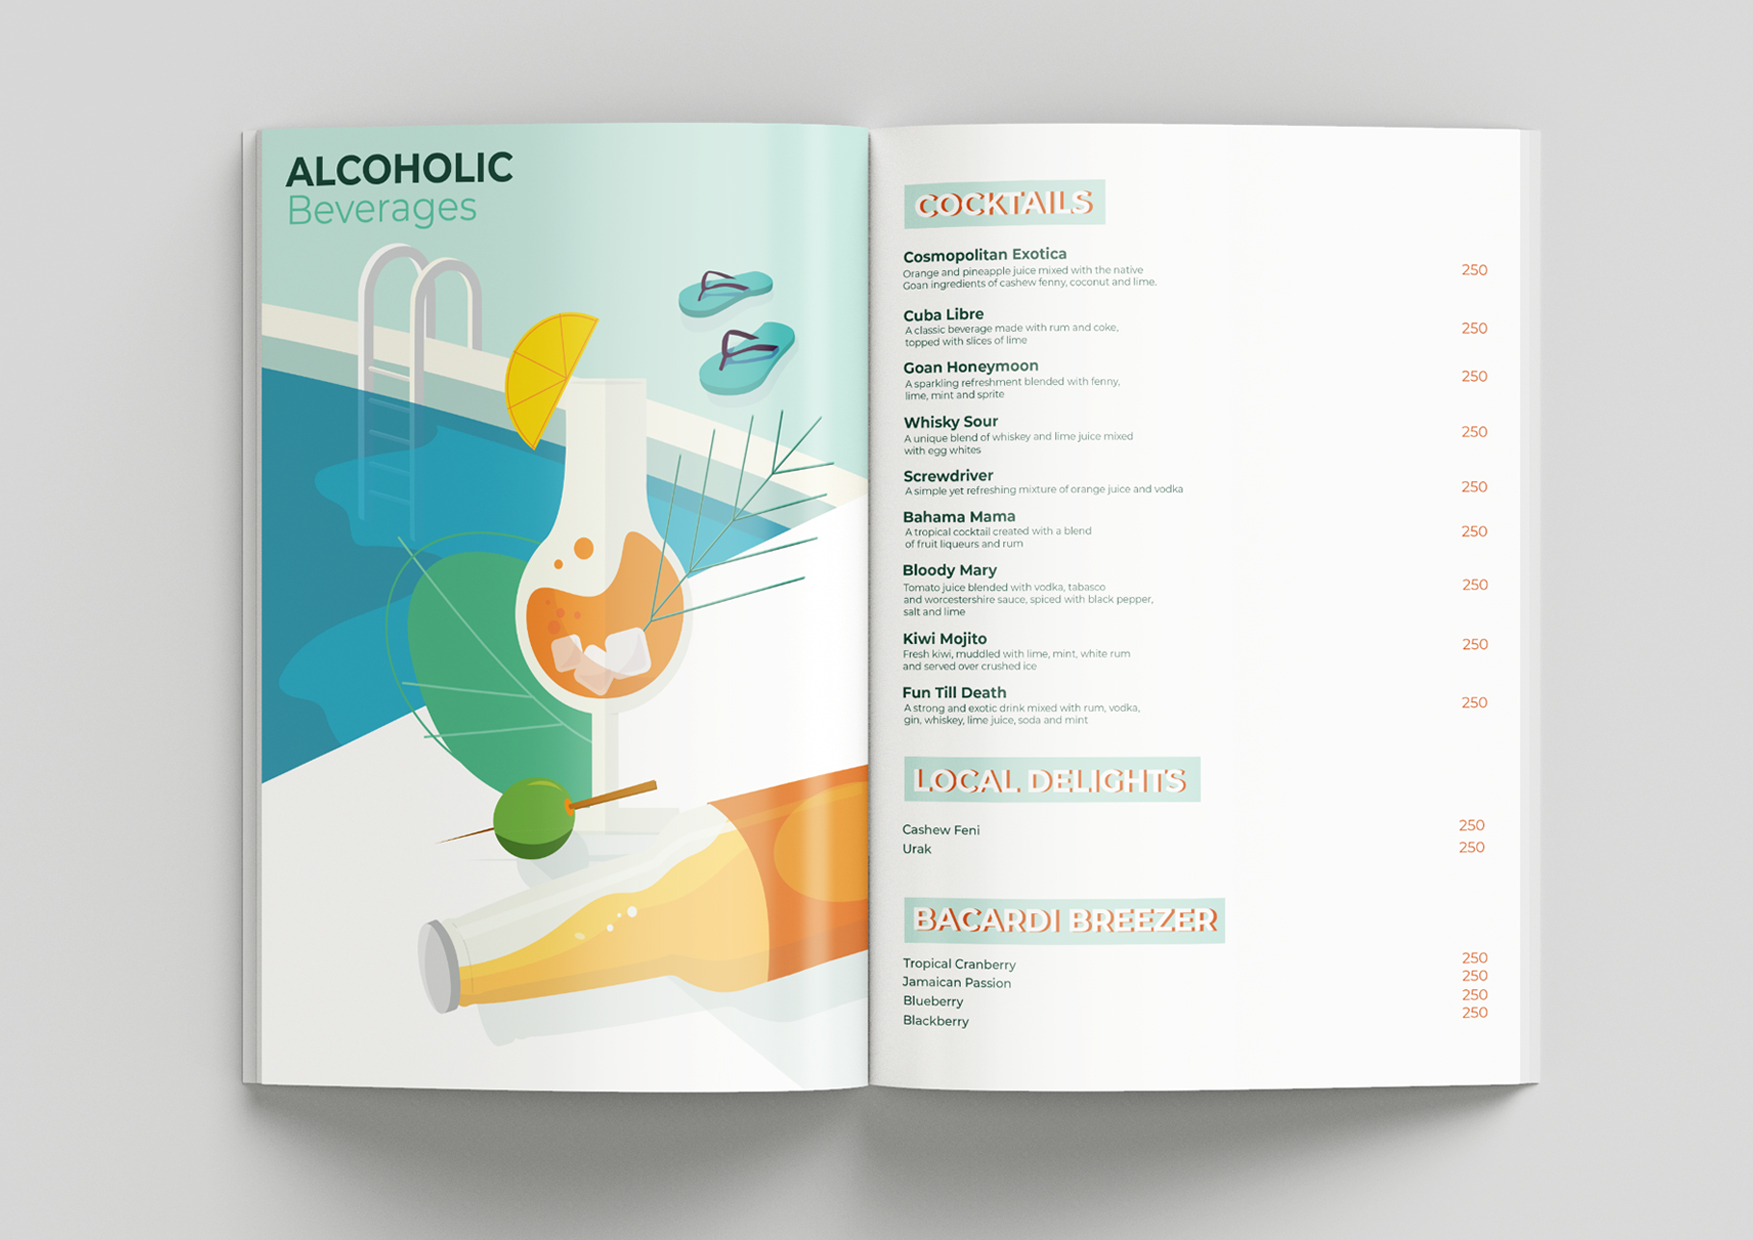 ALCOHOLIC
Beverages
COCKTAILS
Cosmopolitan Exotica
Orange and pineapple juice mixed with the native
Goan ingredients of cashew fenny, coconut and lime.
250
Cuba Libre
A classic beverage made with rum and coke,
topped with slices of lime
250
Goan Honeymoon
A sparkling refreshment blended with fenny,
lime, mint and sprite
250
Whisky Sour
A unique blend of whiskey and lime juice mixed
with egg whites
250
Screwdriver
A simple yet refreshing mixture of orange juice and vodka
250
Bahama Mama
A tropical cocktail created with a blend
of fruit liqueurs and rum
250
Bloody Mary
Tomato juice blended with vodka, tabasco
and worcestershire sauce, spiced with black pepper,
salt and lime
250
Kiwi Mojito
Fresh kiwi, muddled with lime, mint, white rum
and served over crushed ice
250
Fun Till Death
A strong and exotic drink mixed with rum, vodka,
gin, whiskey, lime juice, soda and mint
250
LOCAL DELIGHTS
Cashew Feni 250
Urak 250
BACARDI BREEZER
Tropical Cranberry 250
Jamaican Passion 250
Blueberry 250
Blackberry 250